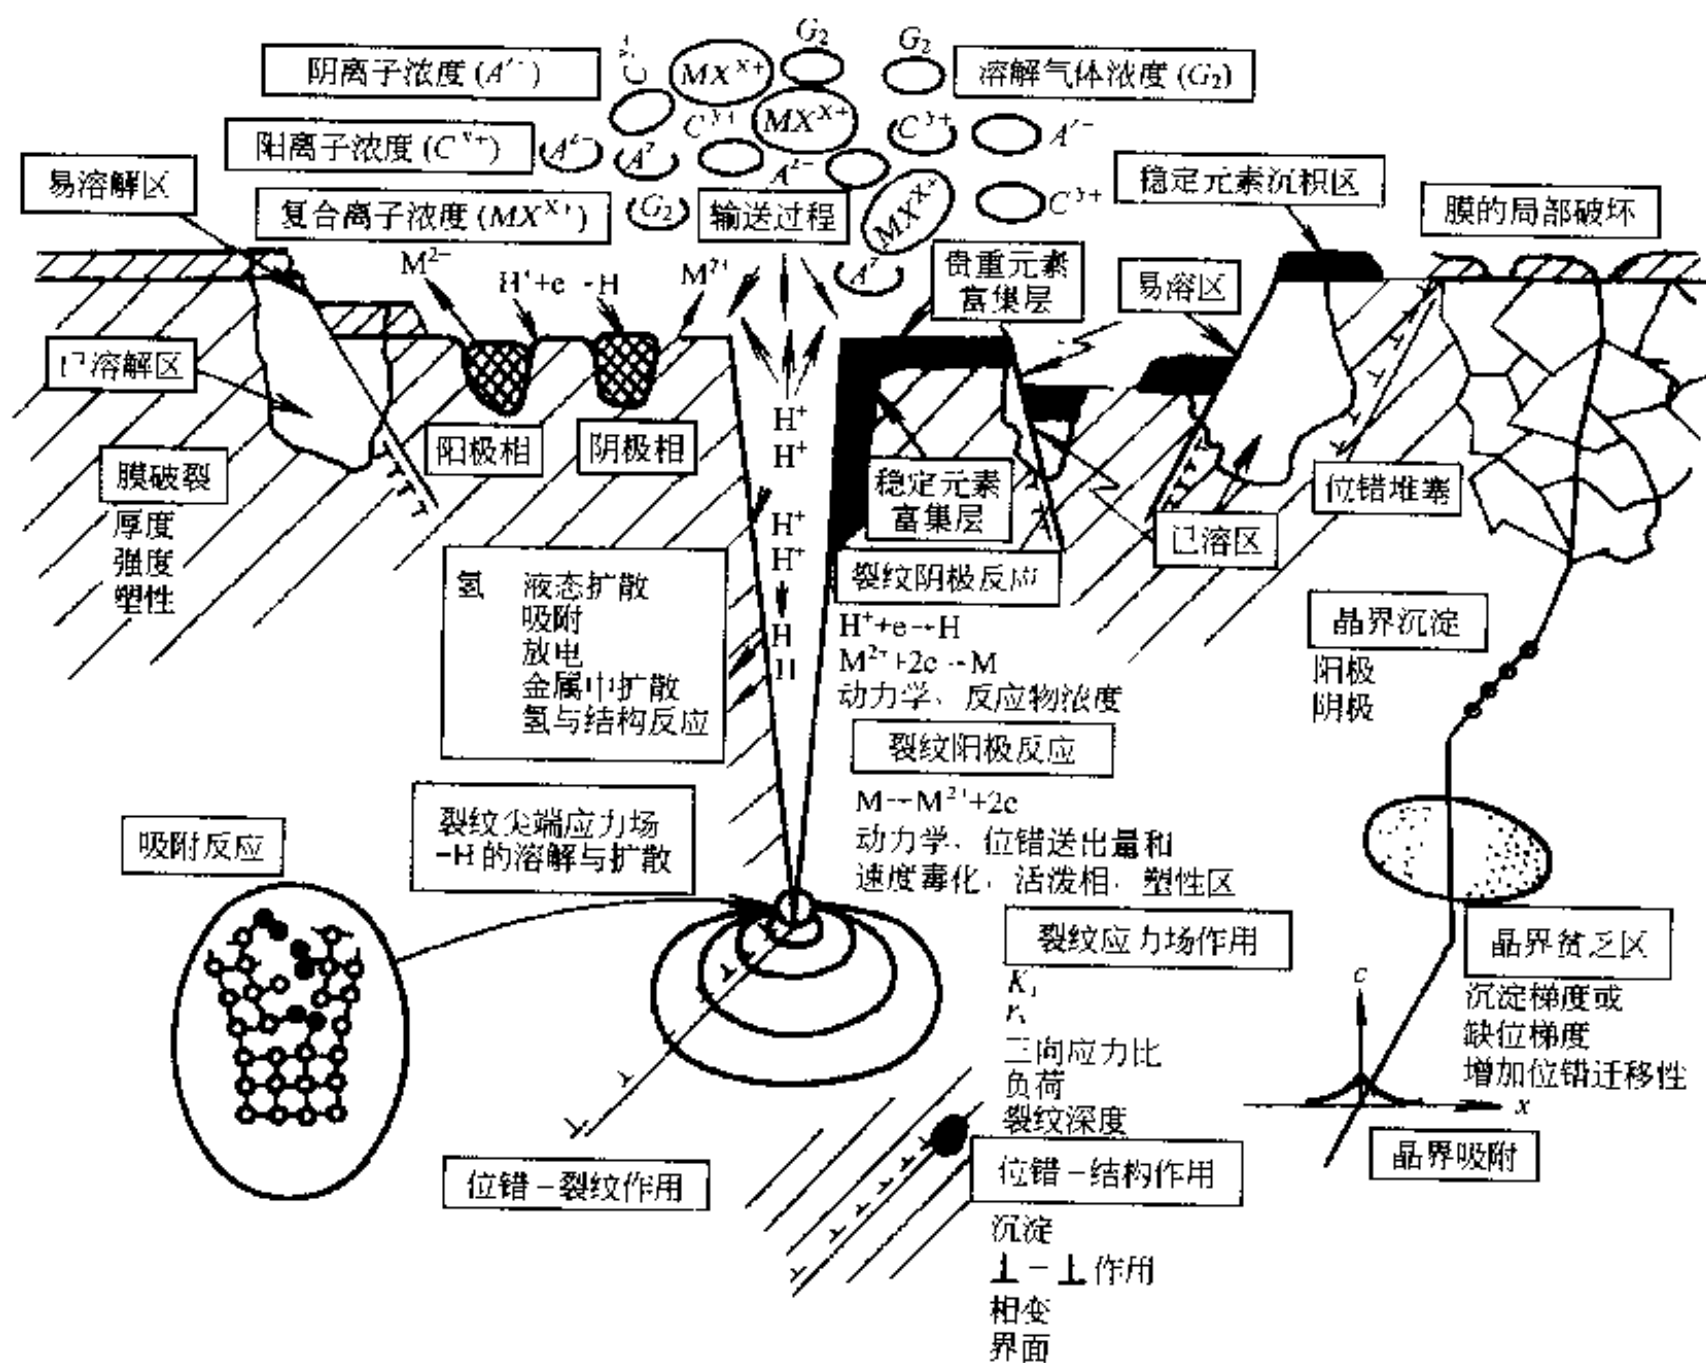 G₂
G₂
阴离子浓度 (A′⁻)
MX^X+
溶解气体浓度 (G₂)
C³⁺
MX^X+
C³⁺
A′⁻
阳离子浓度 (C^x+)
A²⁻
稳定元素沉积区
易溶解区
复合离子浓度 (MX^X+)
G₂
输送过程
C³⁺
膜的局部破坏
M²⁻
H⁺+e→H
M²⁺
贵重元素
富集层
易溶区
已溶解区
H⁺
H⁺
阳极相
阴极相
膜破裂
厚度
强度
塑性
稳定元素
富集层
位错堆塞
已溶区
H⁺
H⁺
H
H
氢 液态扩散
吸附
放电
金属中扩散
氢与结构反应
裂纹阴极反应
H⁺+e→H
M²⁺+2e→M
动力学、反应物浓度
晶界沉淀
阳极
阴极
裂纹阳极反应
M→M²⁺+2e
动力学、位错送出量和
速度毒化、活泼相、塑性区
吸附反应
裂纹尖端应力场
-H的溶解与扩散
裂纹应力场作用
三向应力比
负荷
裂纹深度
晶界贫乏区
沉淀梯度或
缺位梯度
增加位错迁移性
c
x
晶界吸附
位错-裂纹作用
位错-结构作用
沉淀
⊥-⊥作用
相变
界面